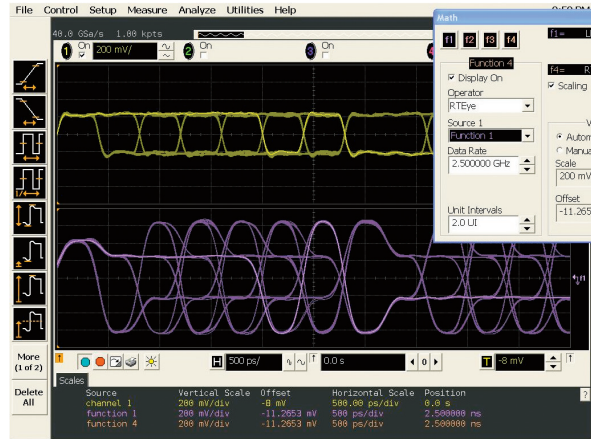 File Control Setup Measure Analyze Utilities Help
Math
40.0 GSa/s 1.00 kpts
1 On 200 mV/ 2 On 3 On
f1 f2 f3 f4
f1=
Function 4
Display On
f4= R
Scaling
Operator
RTEye
Source 1
Function 1
Data Rate
2.500000 GHz
Unit Intervals
2.0 UI
V
Autom
Manua
Scale
200 mV
Offset
-11.265
f1
More
(1 of 2)
Delete
All
H 500 ps/ 0.0 s 0 T -8 mV
Scales
?
Source Vertical Scale Offset Horizontal Scale Position
channel 1 200 mV/div -8 mV 500.00 ps/div 0.0 s
function 1 200 mV/div -11.2653 mV 500 ps/div 2.500000 ns
function 4 200 mV/div -11.2653 mV 500 ps/div 2.500000 ns